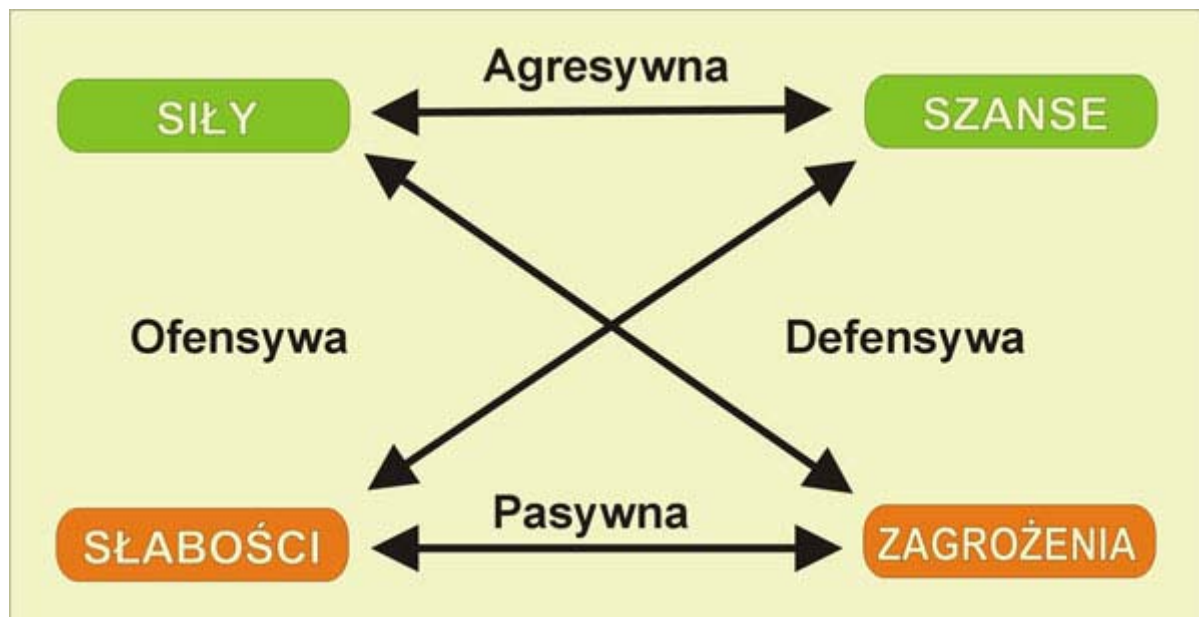 Agresywna
SIŁY
SZANSE
Ofensywa
Defensywa
Pasywna
SŁABOŚCI
ZAGROŻENIA